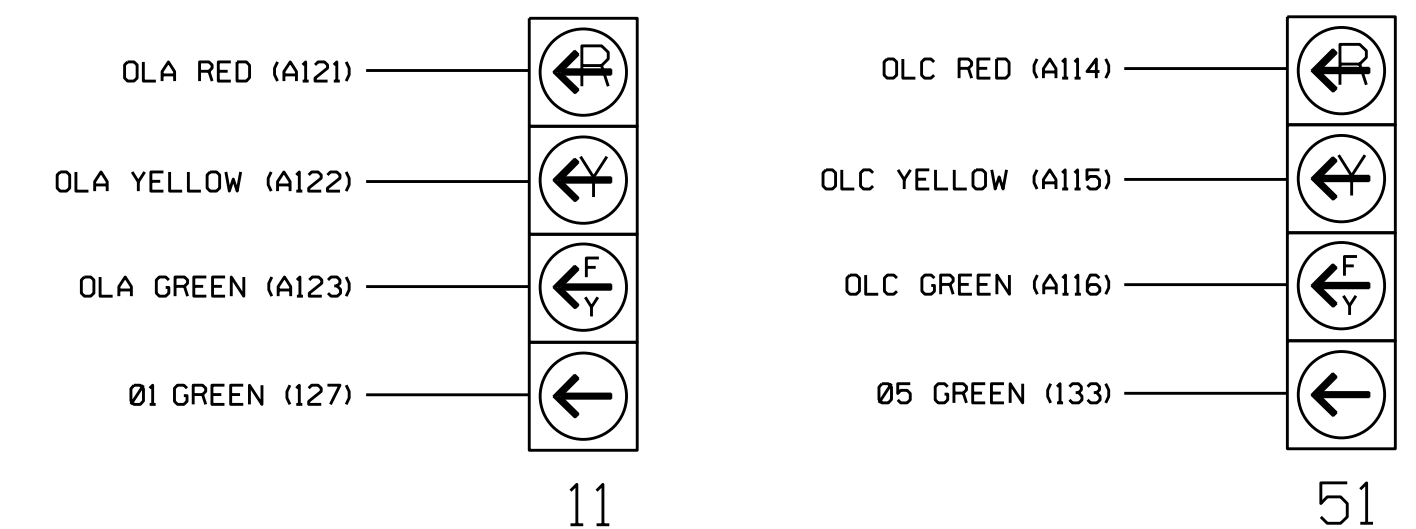 OLA RED (A121)
R
OLA YELLOW (A122)
Y
OLA GREEN (A123)
F
Y
Ø1 GREEN (127)
11
OLC RED (A114)
R
OLC YELLOW (A115)
Y
OLC GREEN (A116)
F
Y
Ø5 GREEN (133)
51